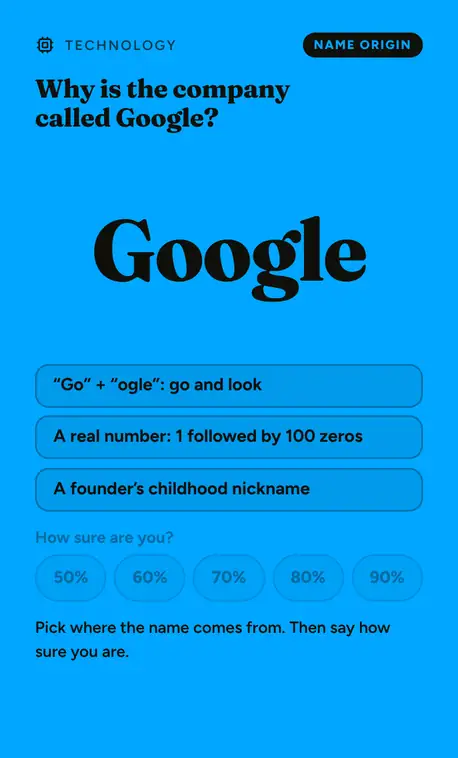 TECHNOLOGY
NAME ORIGIN
Why is the company
called Google?
Google
“Go” + “ogle”: go and look
A real number: 1 followed by 100 zeros
A founder’s childhood nickname
How sure are you?
50% 60% 70% 80% 90%
Pick where the name comes from. Then say how
sure you are.